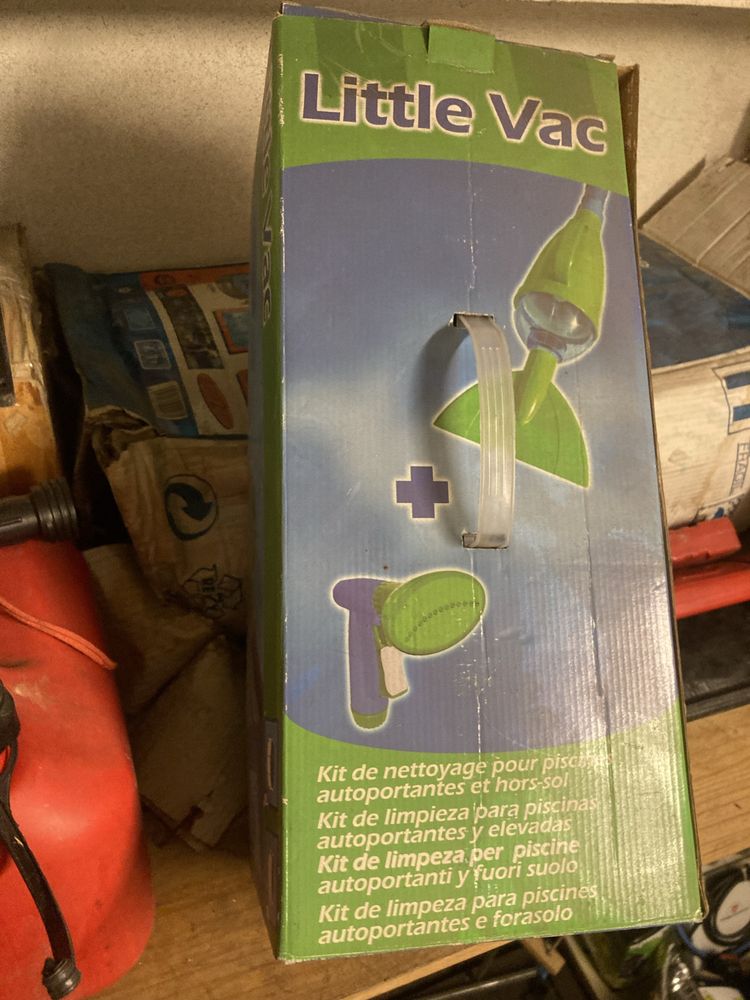 Little Vac
Kit de nettoyage pour piscines
autoportantes et hors-sol
Kit de limpieza para piscinas
autoportantes y elevadas
Kit de limpeza per piscine
autoportanti y fuori suolo
Kit de limpeza para piscines
autoportantes e forasolo
Vac